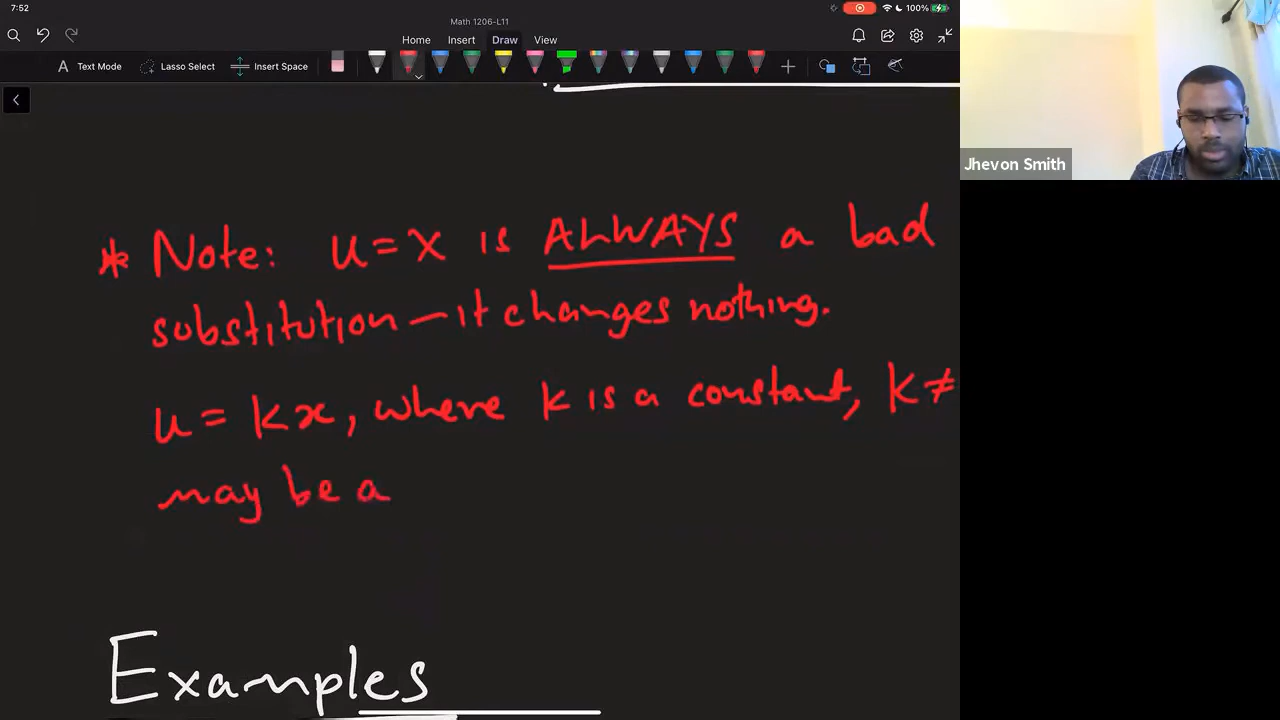 7:52
100%
Math 1206-L11
Home Insert Draw View
Text Mode Lasso Select Insert Space
Jhevon Smith
* Note: u = x is ALWAYS a bad
substitution – it changes nothing.
u = kx, where k is a constant, k ≠
may be a
Examples